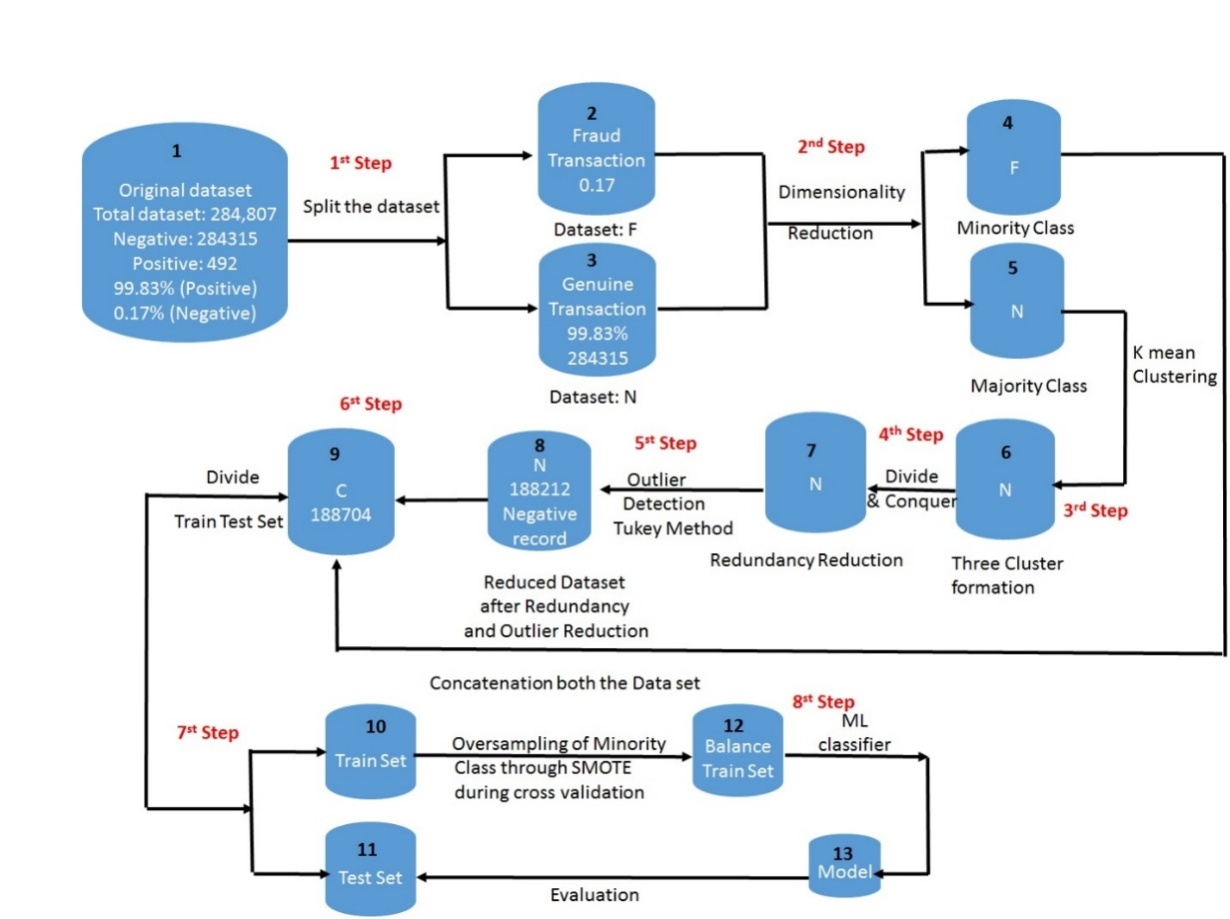 1
Original dataset
Total dataset: 284,807
Negative: 284315
Positive: 492
99.83% (Positive)
0.17% (Negative)
1st Step
Split the dataset
2
Fraud
Transaction
0.17
Dataset: F
3
Genuine
Transaction
99.83%
284315
Dataset: N
2nd Step
Dimensionality
Reduction
4
F
Minority Class
5
N
Majority Class
K mean
Clustering
3rd Step
6
N
Three Cluster
formation
4th Step
Divide
& Conquer
7
N
Redundancy Reduction
5st Step
Outlier
Detection
Tukey Method
8
N
188212
Negative
record
Reduced Dataset
after Redundancy
and Outlier Reduction
6st Step
9
C
188704
Divide
Train Test Set
Concatenation both the Data set
7st Step
10
Train Set
Oversampling of Minority
Class through SMOTE
during cross validation
12
Balance
Train Set
8st Step
ML
classifier
11
Test Set
13
Model
Evaluation